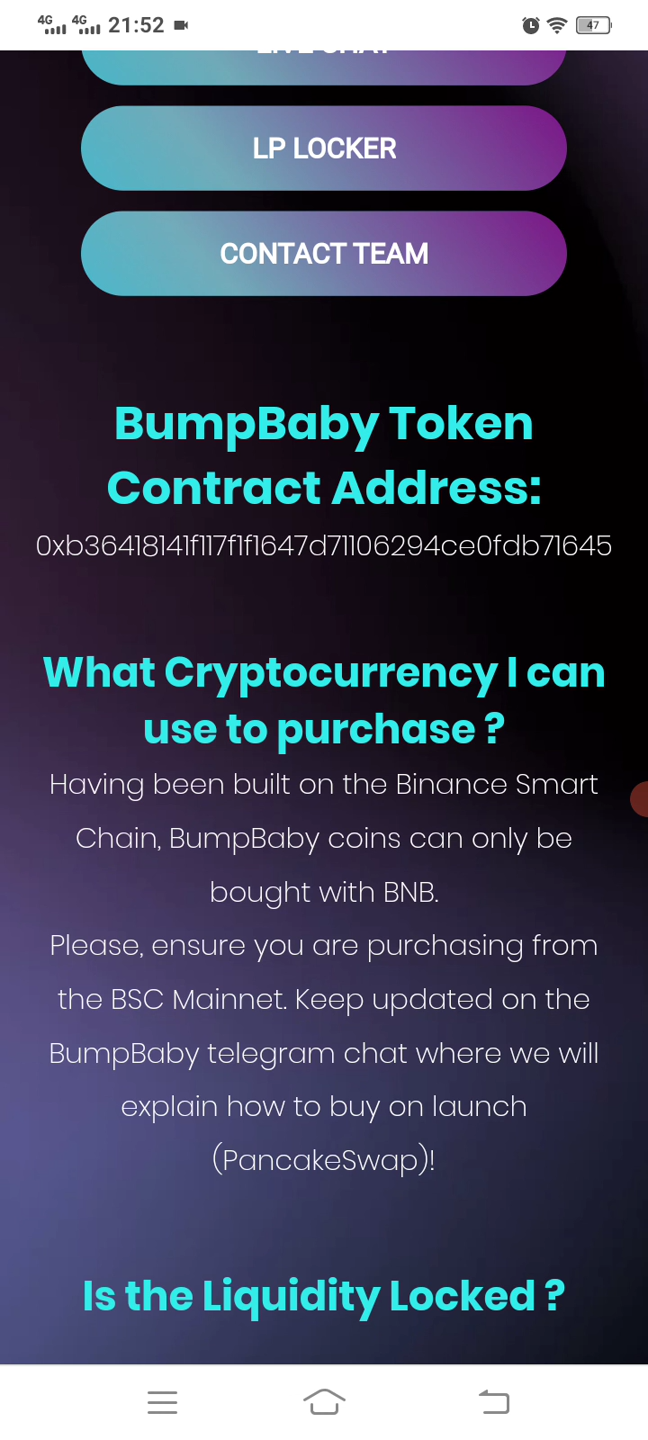 4G 4G 21:52 47
LIVE CHAT
LP LOCKER
CONTACT TEAM
BumpBaby Token
Contract Address:
0xb36418141f117f1f1647d71106294ce0fdb71645
What Cryptocurrency I can
use to purchase ?
Having been built on the Binance Smart
Chain, BumpBaby coins can only be
bought with BNB.
Please, ensure you are purchasing from
the BSC Mainnet. Keep updated on the
BumpBaby telegram chat where we will
explain how to buy on launch
(PancakeSwap)!
Is the Liquidity Locked ?